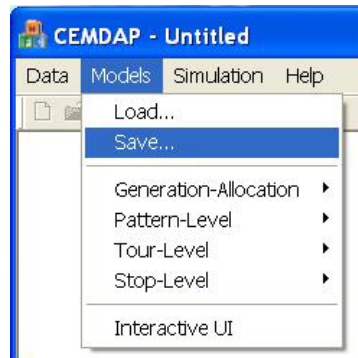 CEMDAP - Untitled
Data Models Simulation Help
Load...
Save...
Generation-Allocation
Pattern-Level
Tour-Level
Stop-Level
Interactive UI